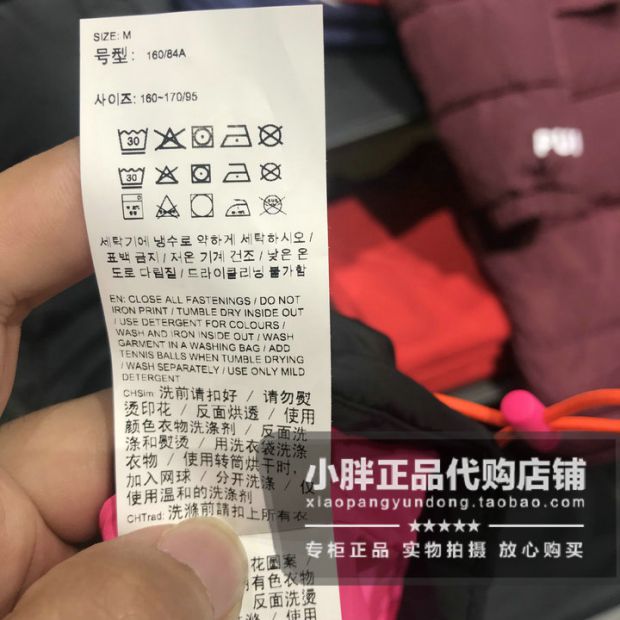 SIZE: M
号型: 160/84A
사이즈: 160~170/95
30
30
세탁기에 냉수로 약하게 세탁하시오 /
표백 금지 / 저온 기계 건조 / 낮은 온
도로 다림질 / 드라이클리닝 불가함
EN: CLOSE ALL FASTENINGS / DO NOT
IRON PRINT / TUMBLE DRY INSIDE OUT
/ USE DETERGENT FOR COLOURS /
WASH AND IRON INSIDE OUT / WASH
GARMENT IN A WASHING BAG / ADD
TENNIS BALLS WHEN TUMBLE DRYING
/ WASH SEPARATELY / USE ONLY MILD
DETERGENT
CHSim: 洗前请扣好 / 请勿熨
烫印花 / 反面烘透 / 使用
颜色衣物洗涤剂 / 反面洗
涤和熨烫 / 用洗衣袋洗涤
衣物 / 使用转筒烘干时,
加入网球 / 分开洗涤 / 仅
使用温和的洗涤剂
CHTrad: 洗滌前請扣上所有衣
花圖案 /
有色衣物
反面洗燙
小胖正品代购店铺
xiaopangyundong.taobao.com
专柜正品 实物拍摄 放心购买